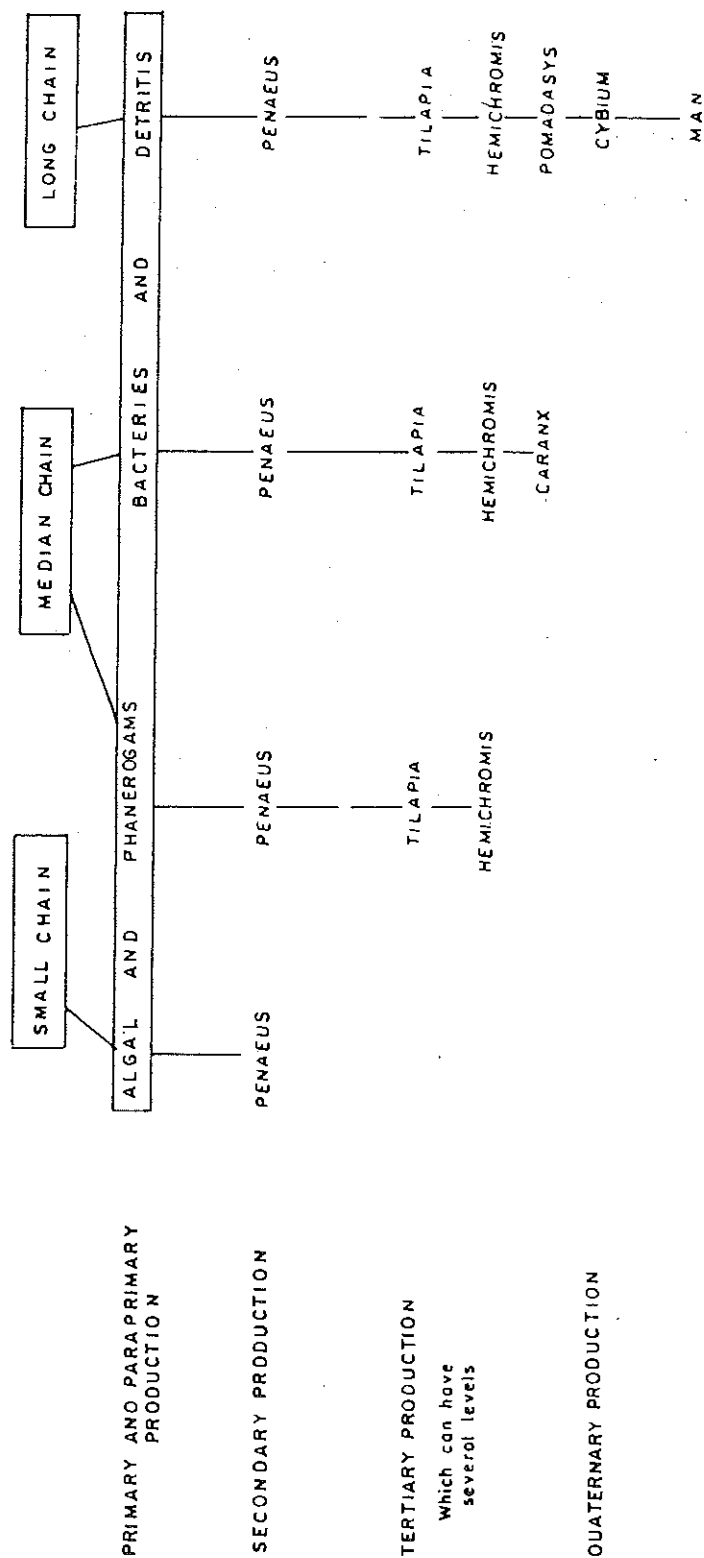 SMALL CHAIN
MEDIAN CHAIN
LONG CHAIN
PRIMARY AND PARAPRIMARY
PRODUCTION
ALGAL AND PHANEROGAMS BACTERIES AND DETRITIS
SECONDARY PRODUCTION
PENAEUS
PENAEUS
PENAEUS
PENAEUS
TERTIARY PRODUCTION
Which can have
several levels
TILAPIA
TILAPIA
TILAPIA
HEMICHROMIS
HEMICHROMIS
HEMICHROMIS
CARANX
POMADASYS
QUATERNARY PRODUCTION
CYBIUM
MAN